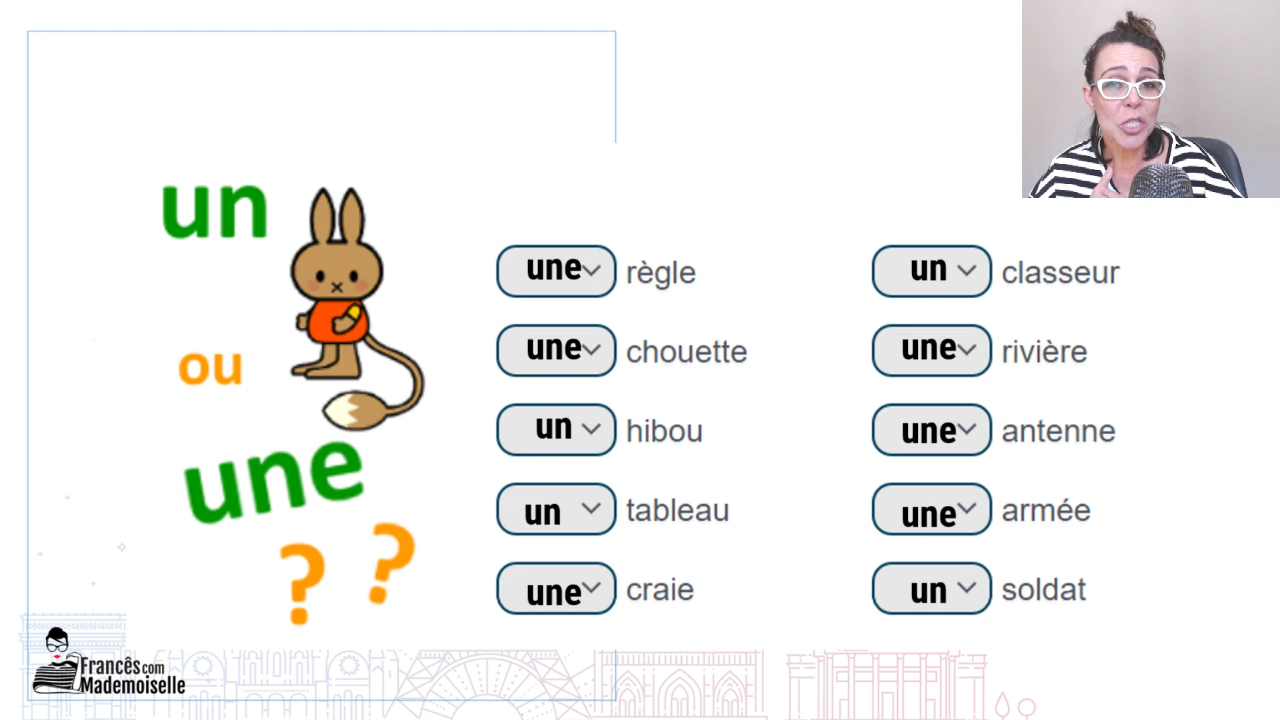 un
ou
une
? ?
une règle
une chouette
un hibou
un tableau
une craie
un classeur
une rivière
une antenne
une armée
un soldat
Francês com
Mademoiselle